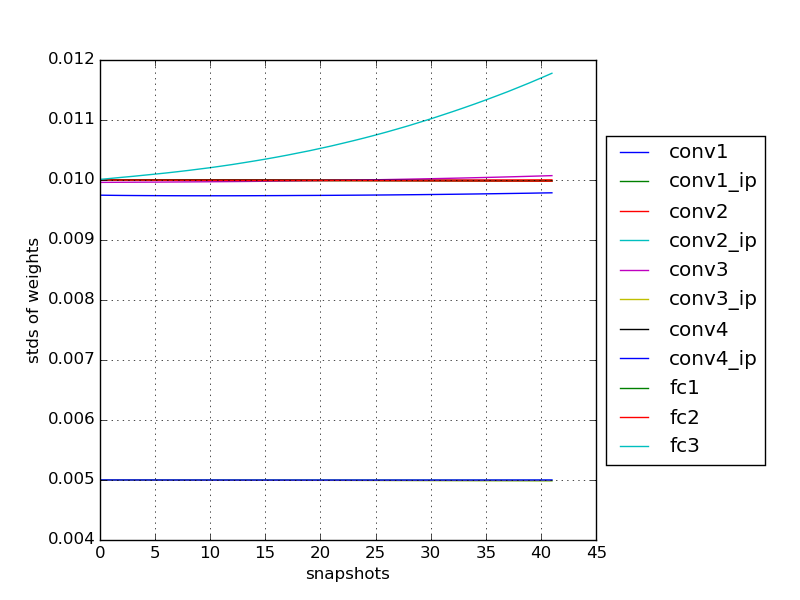 0.012
0.011
0.010
0.009
0.008
0.007
0.006
0.005
0.004
stds of weights
0 5 10 15 20 25 30 35 40 45
snapshots
conv1
conv1_ip
conv2
conv2_ip
conv3
conv3_ip
conv4
conv4_ip
fc1
fc2
fc3